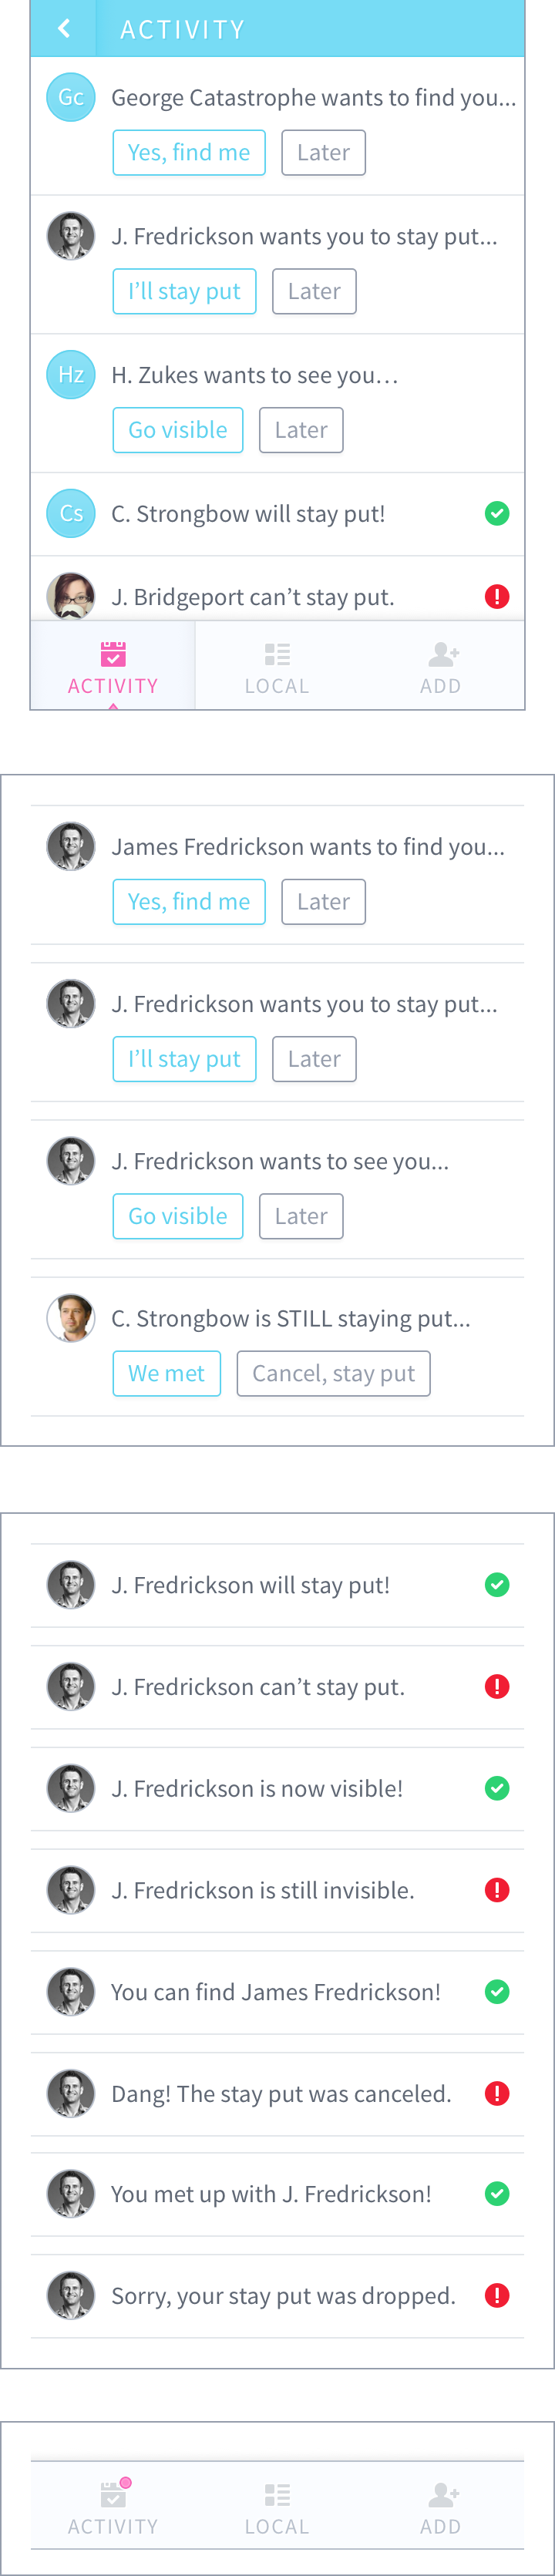 ACTIVITY
Gc
George Catastrophe wants to find you...
Yes, find me
Later
J. Fredrickson wants you to stay put...
I’ll stay put
Later
Hz
H. Zukes wants to see you…
Go visible
Later
Cs
C. Strongbow will stay put!
J. Bridgeport can’t stay put.
ACTIVITY
LOCAL
ADD
James Fredrickson wants to find you...
Yes, find me
Later
J. Fredrickson wants you to stay put...
I’ll stay put
Later
J. Fredrickson wants to see you...
Go visible
Later
C. Strongbow is STILL staying put...
We met
Cancel, stay put
J. Fredrickson will stay put!
J. Fredrickson can’t stay put.
J. Fredrickson is now visible!
J. Fredrickson is still invisible.
You can find James Fredrickson!
Dang! The stay put was canceled.
You met up with J. Fredrickson!
Sorry, your stay put was dropped.
ACTIVITY
LOCAL
ADD